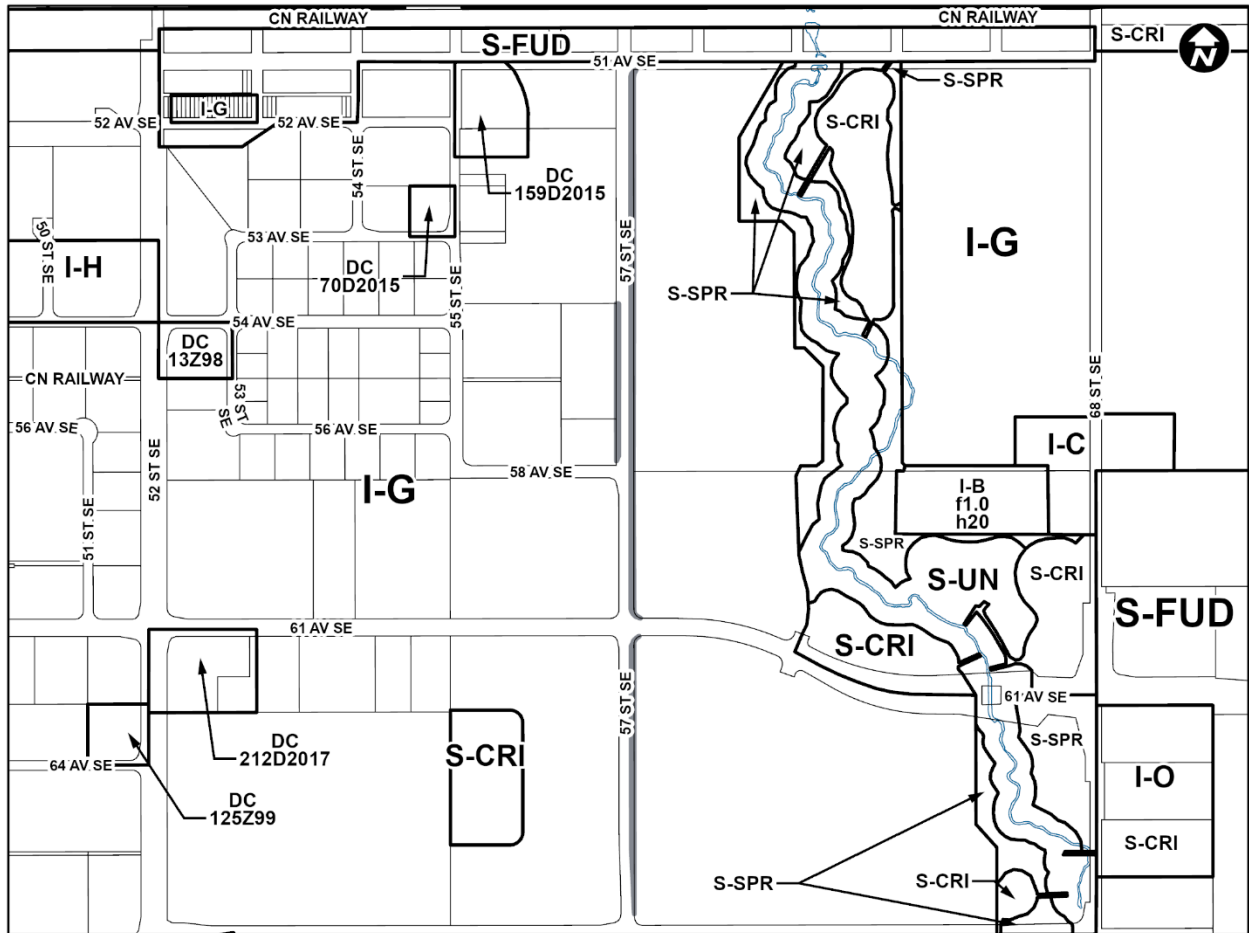 CN RAILWAY
CN RAILWAY
S-CRI
N
S-FUD
51 AV SE
S-SPR
I-G
52 AV SE
52 AV SE
S-CRI
54 ST SE
DC
159D2015
50 ST SE
53 AV SE
57 ST SE
I-G
I-H
DC
70D2015
55 ST SE
S-SPR
54 AV SE
DC
13Z98
CN RAILWAY
53 ST
SE
68 ST SE
56 AV SE
56 AV SE
I-C
52 ST SE
58 AV SE
I-G
I-B
f1.0
h20
51 ST SE
S-SPR
S-UN
S-CRI
S-FUD
61 AV SE
S-CRI
57 ST SE
61 AV SE
S-SPR
DC
212D2017
S-CRI
64 AV SE
I-O
DC
125Z99
S-CRI
S-SPR
S-CRI